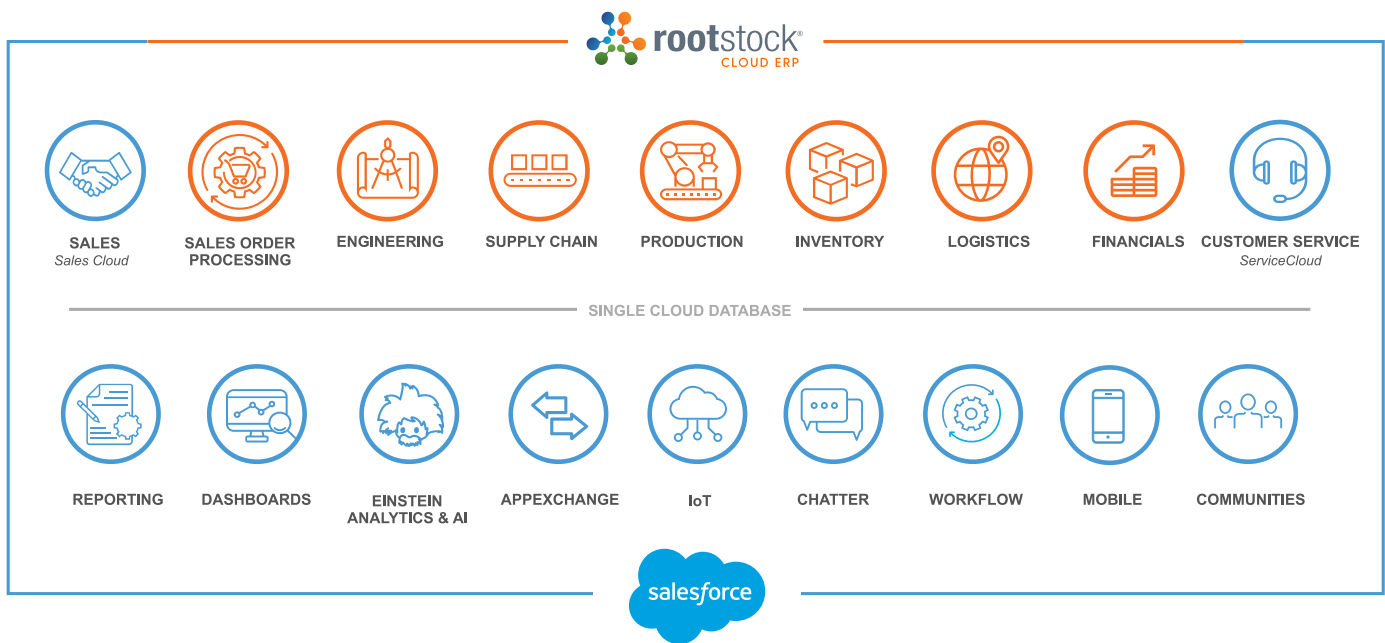 rootstock®
CLOUD ERP
SALES
Sales Cloud
SALES ORDER
PROCESSING
ENGINEERING
SUPPLY CHAIN
PRODUCTION
INVENTORY
LOGISTICS
FINANCIALS
CUSTOMER SERVICE
ServiceCloud
SINGLE CLOUD DATABASE
REPORTING
DASHBOARDS
EINSTEIN
ANALYTICS & AI
APPEXCHANGE
IoT
CHATTER
WORKFLOW
MOBILE
COMMUNITIES
salesforce